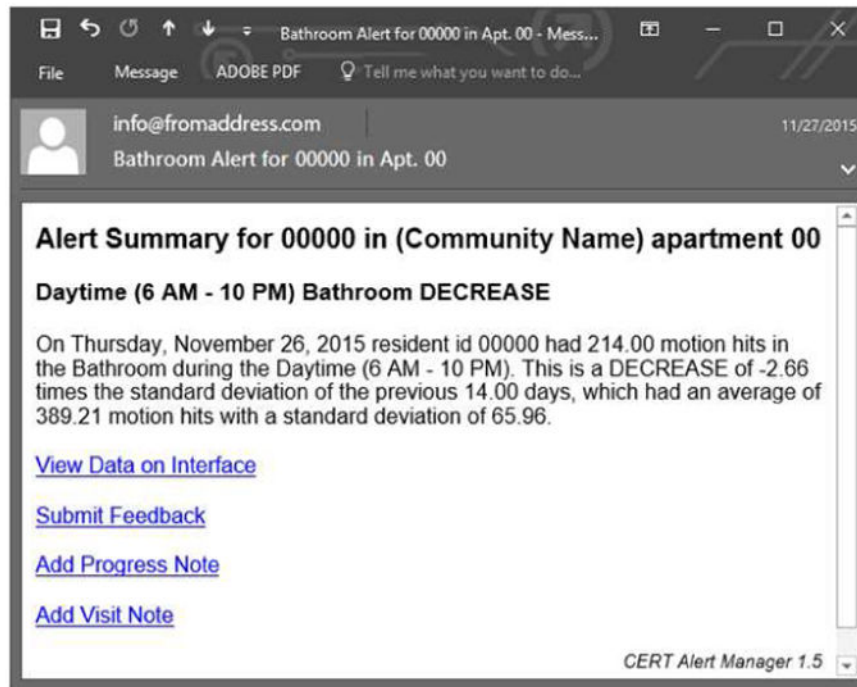 Bathroom Alert for 00000 in Apt. 00 - Mess...
File Message ADOBE PDF Tell me what you want to do...
info@fromaddress.com 11/27/2015
Bathroom Alert for 00000 in Apt. 00
Alert Summary for 00000 in (Community Name) apartment 00
Daytime (6 AM - 10 PM) Bathroom DECREASE
On Thursday, November 26, 2015 resident id 00000 had 214.00 motion hits in
the Bathroom during the Daytime (6 AM - 10 PM). This is a DECREASE of -2.66
times the standard deviation of the previous 14.00 days, which had an average of
389.21 motion hits with a standard deviation of 65.96.
View Data on Interface
Submit Feedback
Add Progress Note
Add Visit Note
CERT Alert Manager 1.5